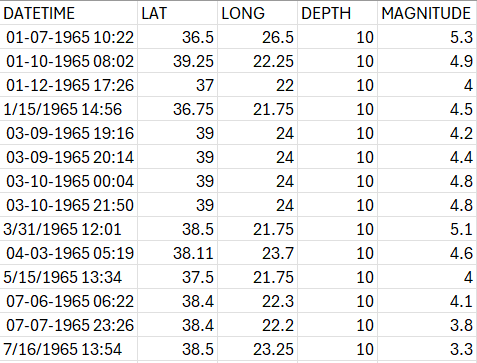 DATETIME LAT LONG DEPTH MAGNITUDE
01-07-1965 10:22 36.5 26.5 10 5.3
01-10-1965 08:02 39.25 22.25 10 4.9
01-12-1965 17:26 37 22 10 4
1/15/1965 14:56 36.75 21.75 10 4.5
03-09-1965 19:16 39 24 10 4.2
03-09-1965 20:14 39 24 10 4.4
03-10-1965 00:04 39 24 10 4.8
03-10-1965 21:50 39 24 10 4.8
3/31/1965 12:01 38.5 21.75 10 5.1
04-03-1965 05:19 38.11 23.7 10 4.6
5/15/1965 13:34 37.5 21.75 10 4
07-06-1965 06:22 38.4 22.3 10 4.1
07-07-1965 23:26 38.4 22.2 10 3.8
7/16/1965 13:54 38.5 23.25 10 3.3